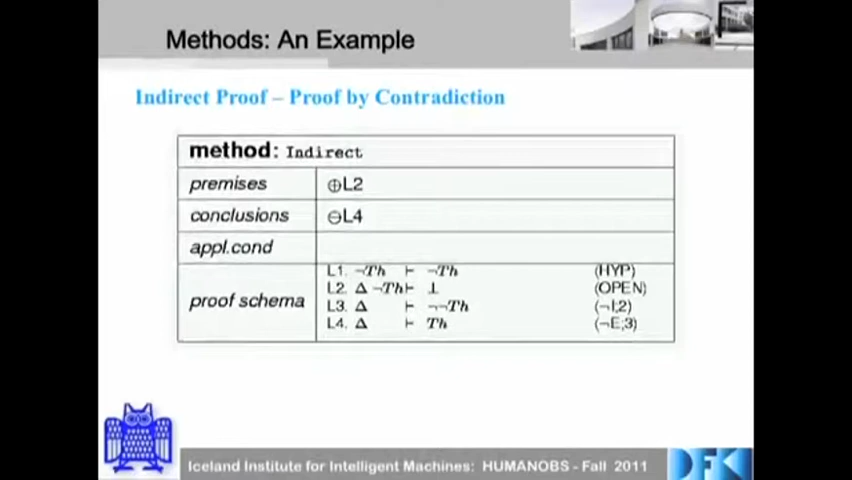 Methods: An Example
Indirect Proof – Proof by Contradiction
method: Indirect
premises ⊕L2
conclusions ⊖L4
appl.cond
proof schema
L1. ¬Th ⊢ ¬Th (HYP)
L2. Δ ¬Th ⊢ ⊥ (OPEN)
L3. Δ ⊢ ¬¬Th (¬I;2)
L4. Δ ⊢ Th (¬E;3)
Iceland Institute for Intelligent Machines: HUMANOBS - Fall 2011
DFK